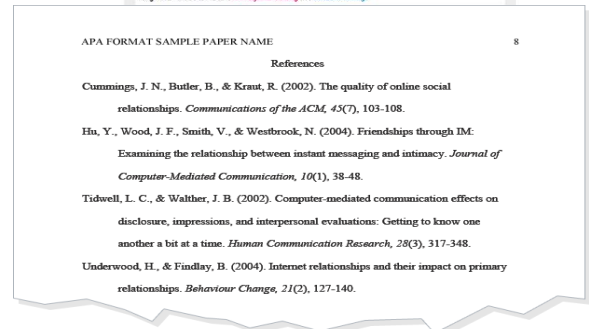 APA FORMAT SAMPLE PAPER NAME 8
References
Cummings, J. N., Butler, B., & Kraut, R. (2002). The quality of online social
relationships. Communications of the ACM, 45(7), 103-108.
Hu, Y., Wood, J. F., Smith, V., & Westbrook, N. (2004). Friendships through IM:
Examining the relationship between instant messaging and intimacy. Journal of
Computer-Mediated Communication, 10(1), 38-48.
Tidwell, L. C., & Walther, J. B. (2002). Computer-mediated communication effects on
disclosure, impressions, and interpersonal evaluations: Getting to know one
another a bit at a time. Human Communication Research, 28(3), 317-348.
Underwood, H., & Findlay, B. (2004). Internet relationships and their impact on primary
relationships. Behaviour Change, 21(2), 127-140.